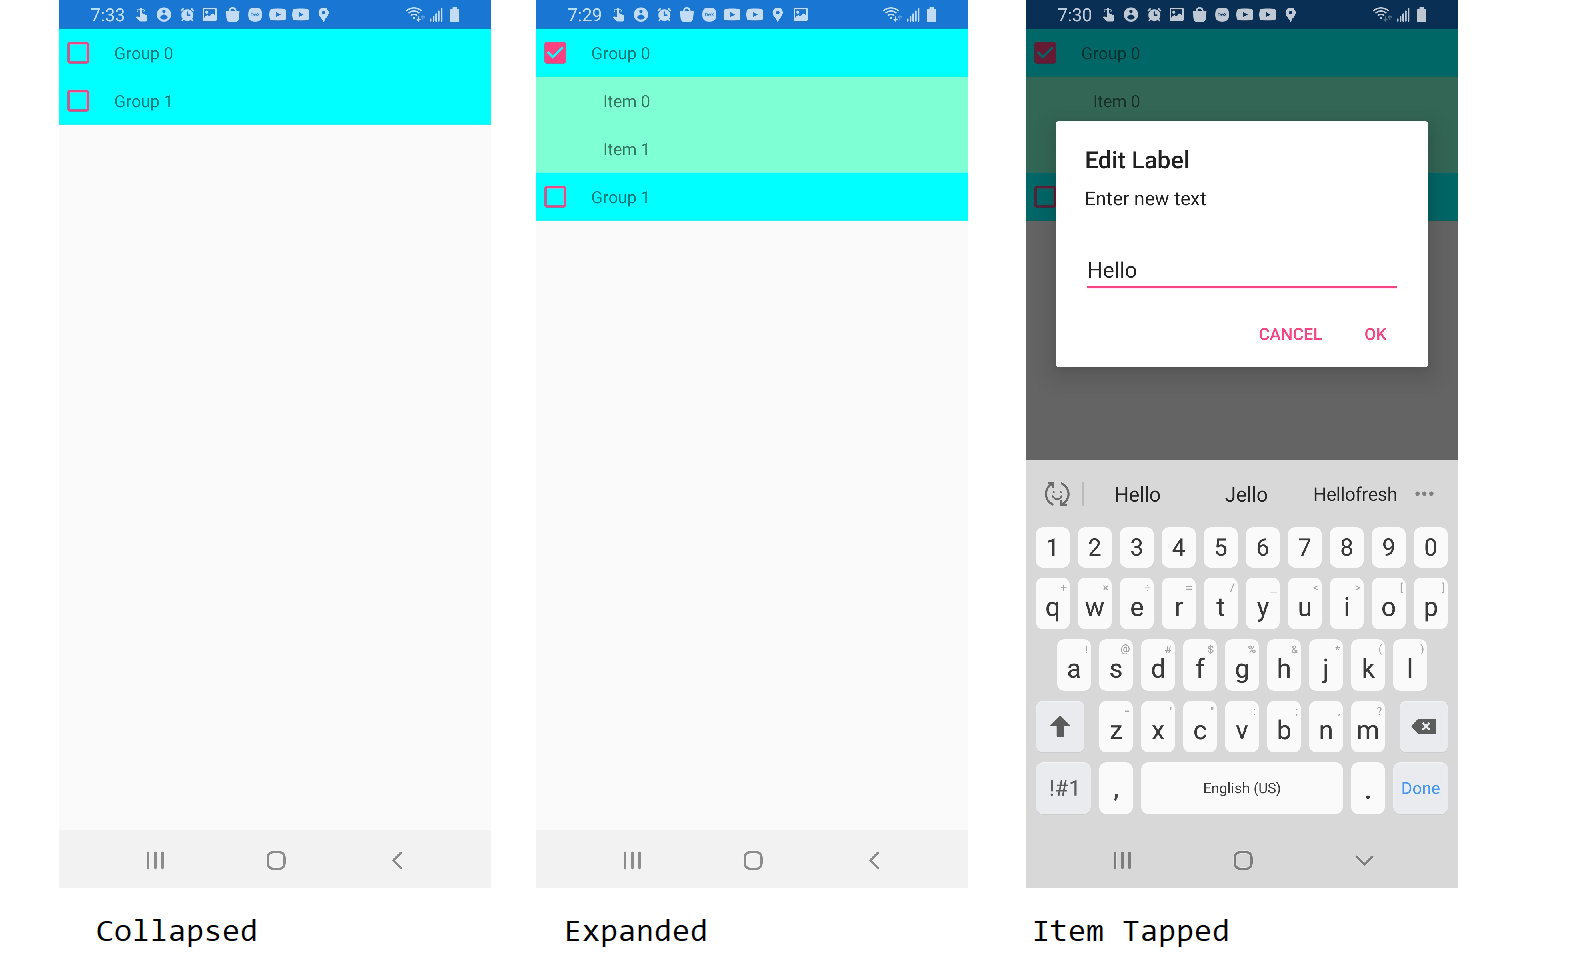 7:33
Group 0
Group 1
Collapsed
7:29
Group 0
Item 0
Item 1
Group 1
Expanded
7:30
Group 0
Item 0
Edit Label
Enter new text
Hello
CANCEL OK
Hello Jello Hellofresh •••
1 2 3 4 5 6 7 8 9 0
+ × ÷ = / _ < > [ ]
q w e r t y u i o p
! @ # $ % & * ( )
a s d f g h j k l
- ' " : ; , ?
z x c v b n m
!#1 , English (US) . Done
Item Tapped